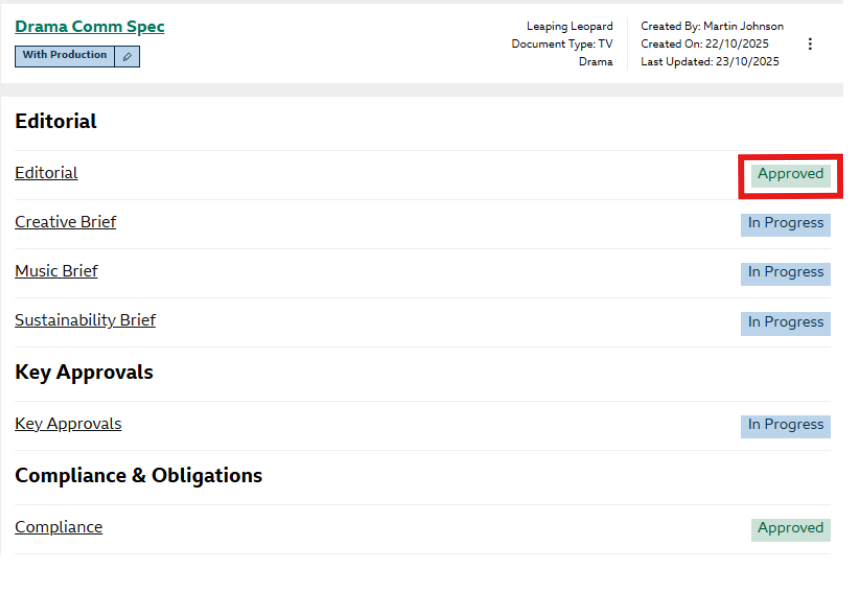 Drama Comm Spec
With Production
Leaping Leopard
Document Type: TV
Drama
Created By: Martin Johnson
Created On: 22/10/2025
Last Updated: 23/10/2025
Editorial
Editorial
Approved
Creative Brief
In Progress
Music Brief
In Progress
Sustainability Brief
In Progress
Key Approvals
Key Approvals
In Progress
Compliance & Obligations
Compliance
Approved